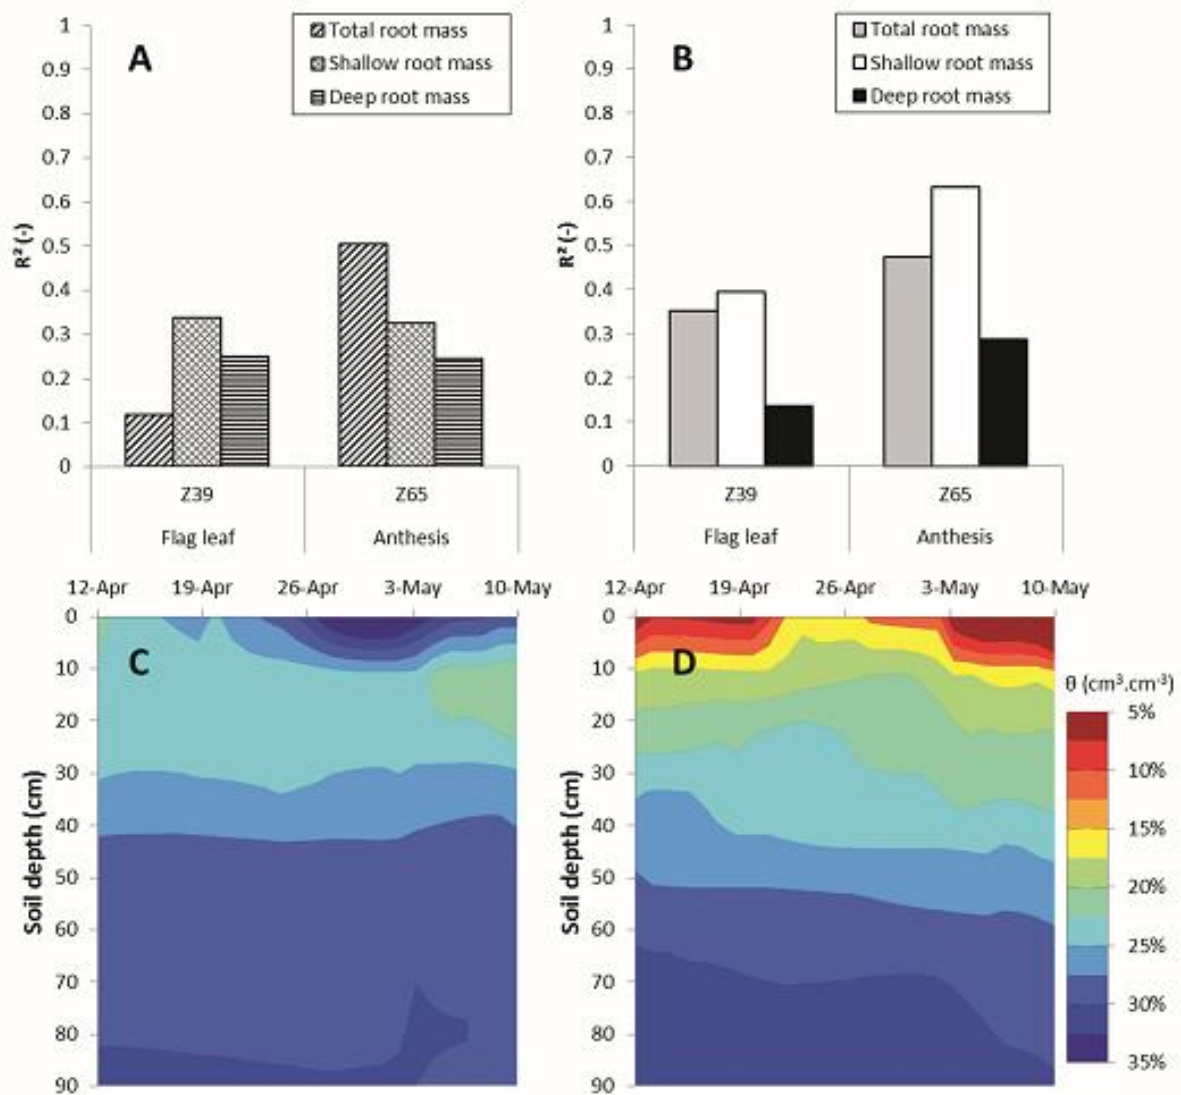 A
Total root mass
Shallow root mass
Deep root mass
1
0.9
0.8
0.7
0.6
0.5
0.4
0.3
0.2
0.1
0
R² (-)
Z39
Z65
Flag leaf
Anthesis
B
Total root mass
Shallow root mass
Deep root mass
1
0.9
0.8
0.7
0.6
0.5
0.4
0.3
0.2
0.1
0
R² (-)
Z39
Z65
Flag leaf
Anthesis
12-Apr 19-Apr 26-Apr 3-May 10-May
C
0
10
20
30
40
50
60
70
80
90
Soil depth (cm)
12-Apr 19-Apr 26-Apr 3-May 10-May
D
0
10
20
30
40
50
60
70
80
90
Soil depth (cm)
θ (cm³.cm⁻³)
5%
10%
15%
20%
25%
30%
35%